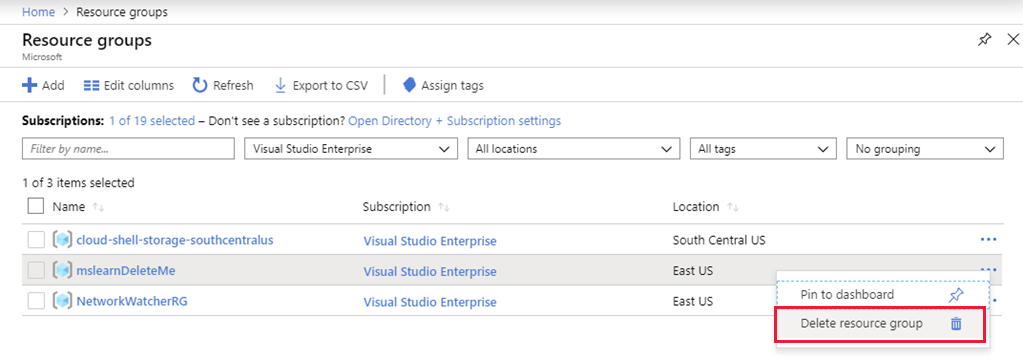 Home > Resource groups
Resource groups
Microsoft
Add Edit columns Refresh Export to CSV Assign tags
Subscriptions: 1 of 19 selected – Don't see a subscription? Open Directory + Subscription settings
Filter by name... Visual Studio Enterprise All locations All tags No grouping
1 of 3 items selected
Name Subscription Location
cloud-shell-storage-southcentralus Visual Studio Enterprise South Central US
mslearnDeleteMe Visual Studio Enterprise East US
NetworkWatcherRG Visual Studio Enterprise East US
Pin to dashboard
Delete resource group